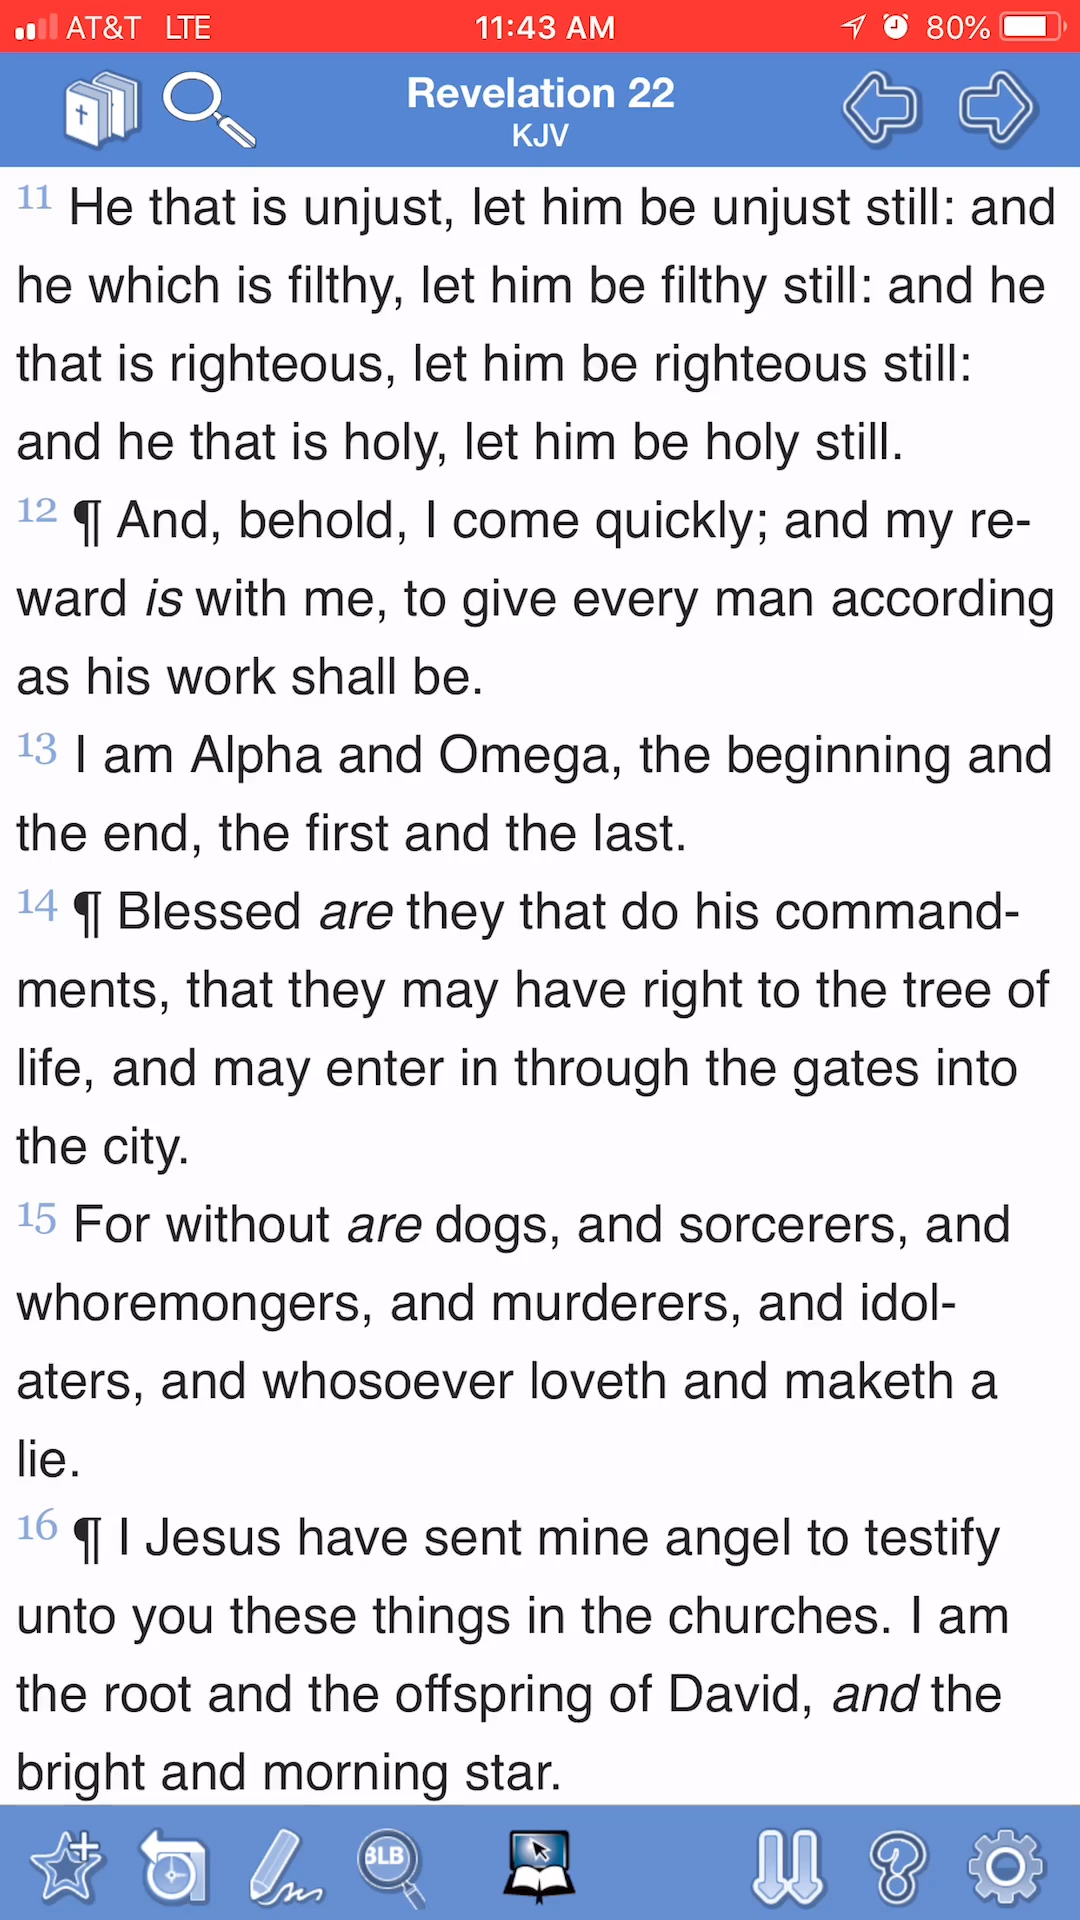 AT&T LTE 11:43 AM 80%
Revelation 22
KJV
11 He that is unjust, let him be unjust still: and
he which is filthy, let him be filthy still: and he
that is righteous, let him be righteous still:
and he that is holy, let him be holy still.
12 ¶ And, behold, I come quickly; and my re-
ward is with me, to give every man according
as his work shall be.
13 I am Alpha and Omega, the beginning and
the end, the first and the last.
14 ¶ Blessed are they that do his command-
ments, that they may have right to the tree of
life, and may enter in through the gates into
the city.
15 For without are dogs, and sorcerers, and
whoremongers, and murderers, and idol-
aters, and whosoever loveth and maketh a
lie.
16 ¶ I Jesus have sent mine angel to testify
unto you these things in the churches. I am
the root and the offspring of David, and the
bright and morning star.
BLB